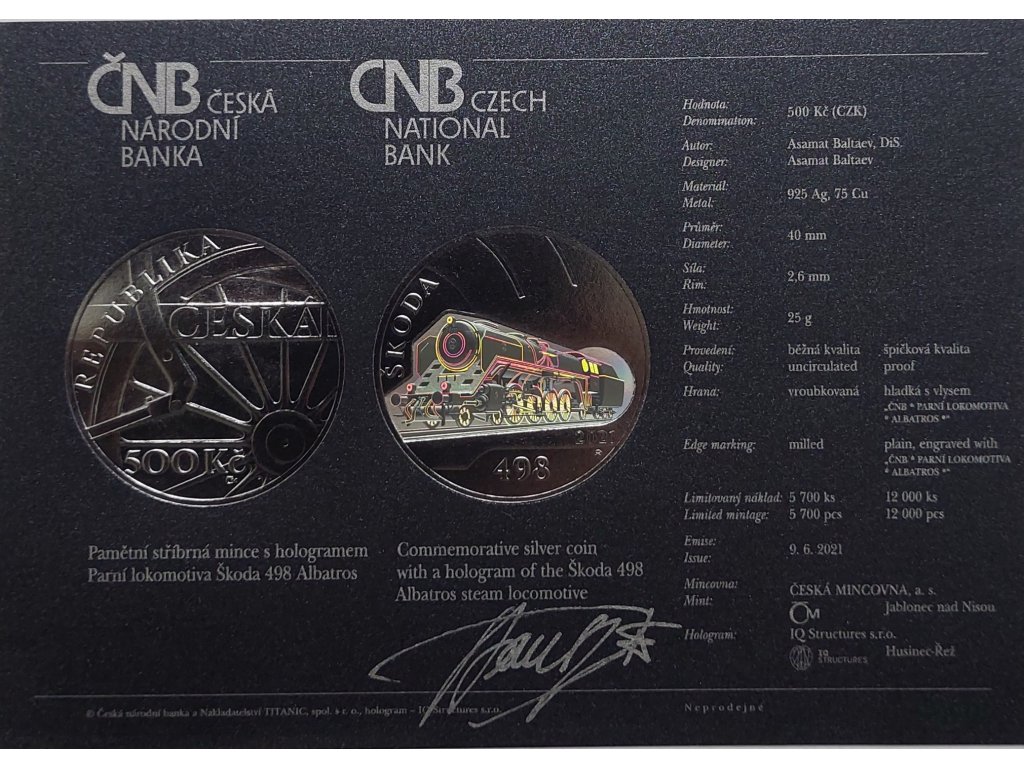 ČNB ČESKÁ
NÁRODNÍ
BANKA
CNB CZECH
NATIONAL
BANK
REPUBLIKA
ČESKÁ
500 Kč
ŠKODA
2021
498
Pamětní stříbrná mince s hologramem
Parní lokomotiva Škoda 498 Albatros
Commemorative silver coin
with a hologram of the Škoda 498
Albatros steam locomotive
Hodnota:
Denomination: 500 Kč (CZK)
Autor: Asamat Baltaev, DiS.
Designer: Asamat Baltaev
Materiál:
Metal: 925 Ag, 75 Cu
Průměr:
Diameter: 40 mm
Síla:
Rim: 2,6 mm
Hmotnost:
Weight: 25 g
Provedení: běžná kvalita špičková kvalita
Quality: uncirculated proof
Hrana: vroubkovaná hladká s vlysem
„ČNB * PARNÍ LOKOMOTIVA
* ALBATROS *“
Edge marking: milled plain, engraved with
„ČNB * PARNÍ LOKOMOTIVA
* ALBATROS *“
Limitovaný náklad: 5 700 ks 12 000 ks
Limited mintage: 5 700 pcs 12 000 pcs
Emise:
Issue: 9. 6. 2021
Mincovna: ČESKÁ MINCOVNA, a. s.
Mint: ČM Jablonec nad Nisou
Hologram: IQ Structures s.r.o.
IQ STRUCTURES Husinec-Řež
© Česká národní banka a Nakladatelství TITANIC, spol. s r. o., hologram – IQ Structures s.r.o.
Neprodejné